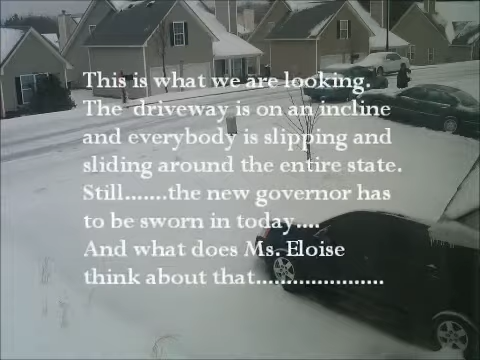 This is what we are looking.
The  driveway is on an incline
and everybody is slipping and
sliding around the entire state.
Still.......the new governor has
to be sworn in today....
And what does Ms. Eloise
think about that.....................